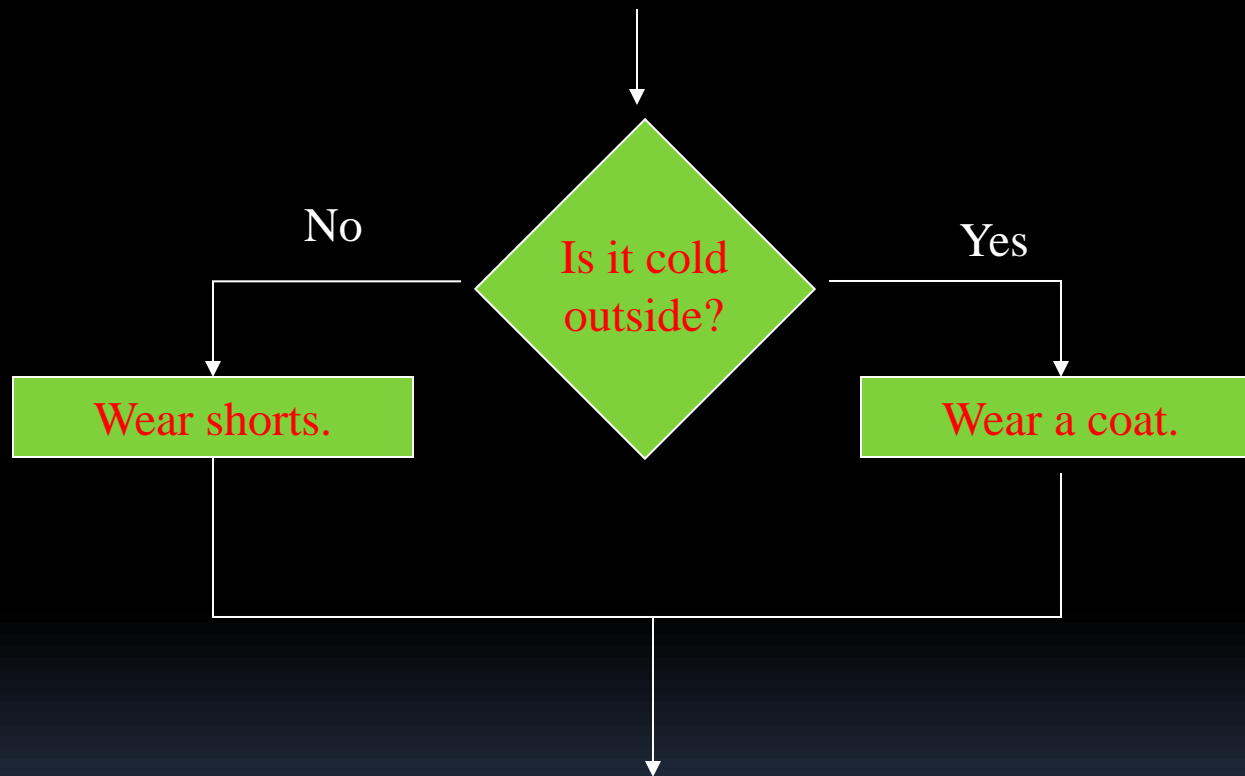 No
Yes
Is it cold
outside?
Wear shorts.
Wear a coat.